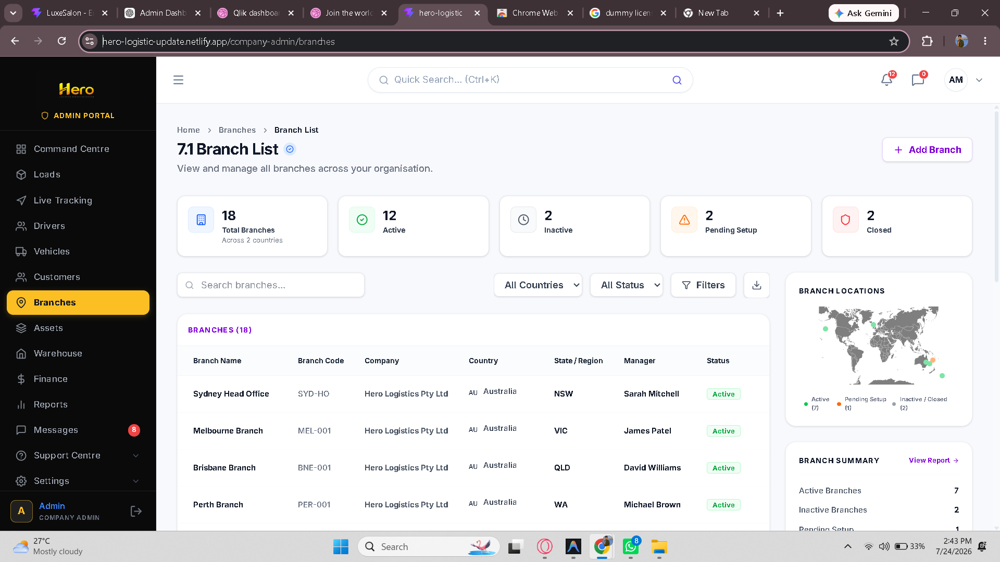 LuxeSalon - E
Admin Dashb
Qlik dashboa
Join the worl
hero-logistic
Chrome Web
dummy licen
New Tab
Ask Gemini
hero-logistic-update.netlify.app/company-admin/branches
Hero
ADMIN PORTAL
Command Centre
Loads
Live Tracking
Drivers
Vehicles
Customers
Branches
Assets
Warehouse
Finance
Reports
Messages 8
Support Centre
Settings
A
Admin
COMPANY ADMIN
Quick Search... (Ctrl+K)
12
0
AM
Home > Branches > Branch List
7.1 Branch List
View and manage all branches across your organisation.
+ Add Branch
18
Total Branches
Across 2 countries
12
Active
2
Inactive
2
Pending Setup
2
Closed
Search branches...
All Countries
All Status
Filters
BRANCHES (18)
Branch Name Branch Code Company Country State / Region Manager Status
Sydney Head Office SYD-HO Hero Logistics Pty Ltd AU Australia NSW Sarah Mitchell Active
Melbourne Branch MEL-001 Hero Logistics Pty Ltd AU Australia VIC James Patel Active
Brisbane Branch BNE-001 Hero Logistics Pty Ltd AU Australia QLD David Williams Active
Perth Branch PER-001 Hero Logistics Pty Ltd AU Australia WA Michael Brown Active
BRANCH LOCATIONS
Active (7)
Pending Setup (1)
Inactive / Closed (2)
BRANCH SUMMARY
View Report →
Active Branches 7
Inactive Branches 2
Pending Setup 1
27°C
Mostly cloudy
Search
8
33%
2:43 PM
7/24/2026